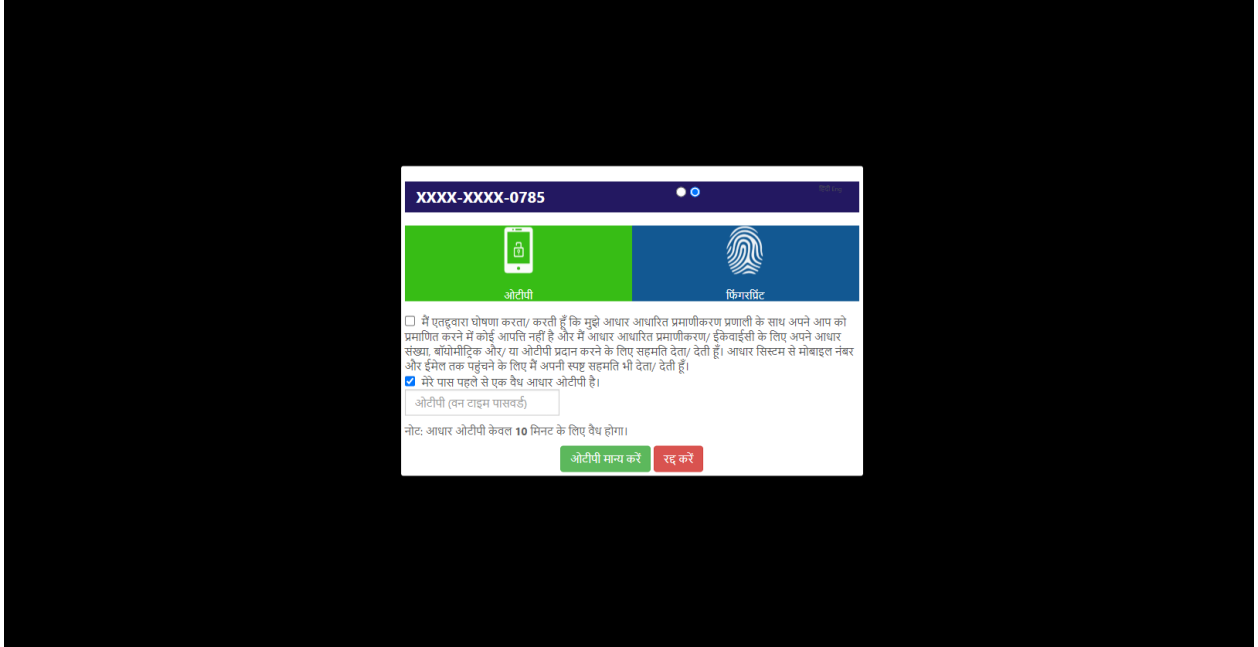 XXXX-XXXX-0785
ओटीपी
फिंगरप्रिंट
मैं एतद्द्वारा घोषणा करता/ करती हूँ कि मुझे आधार आधारित प्रमाणीकरण प्रणाली के साथ अपने आप को
प्रमाणित करने में कोई आपत्ति नहीं है और मैं आधार आधारित प्रमाणीकरण/ ईकेवाईसी के लिए अपने आधार
संख्या, बॉयोमीट्रिक और/ या ओटीपी प्रदान करने के लिए सहमति देता/ देती हूँ। आधार सिस्टम से मोबाइल नंबर
और ईमेल तक पहुंचने के लिए मैं अपनी स्पष्ट सहमति भी देता/ देती हूँ।
मेरे पास पहले से एक वैध आधार ओटीपी है।
ओटीपी (वन टाइम पासवर्ड)
नोट: आधार ओटीपी केवल 10 मिनट के लिए वैध होगा।
ओटीपी मान्य करें रद्द करें